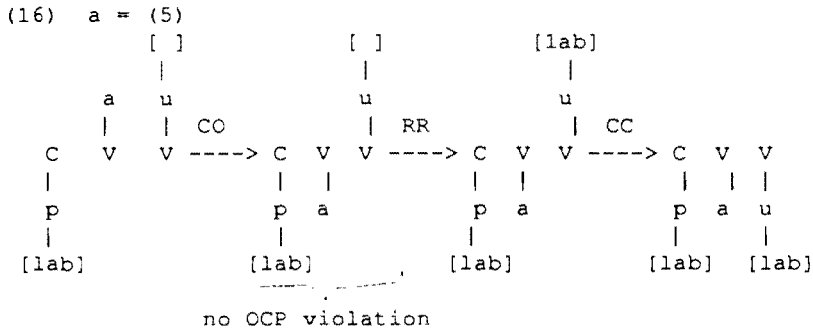 (16) a = (5)
[ ] [ ] [lab]
a u u u
CO RR CC
C V V ----> C V V ----> C V V ----> C V V
p p a p a p a u
[lab] [lab] [lab] [lab] [lab]
no OCP violation